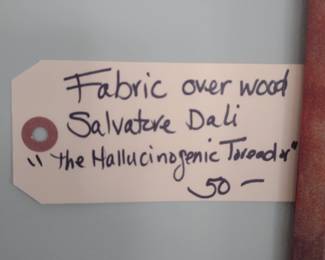 Fabric over wood
Salvatore Dali
"The Hallucinogenic Toreador"
50 —